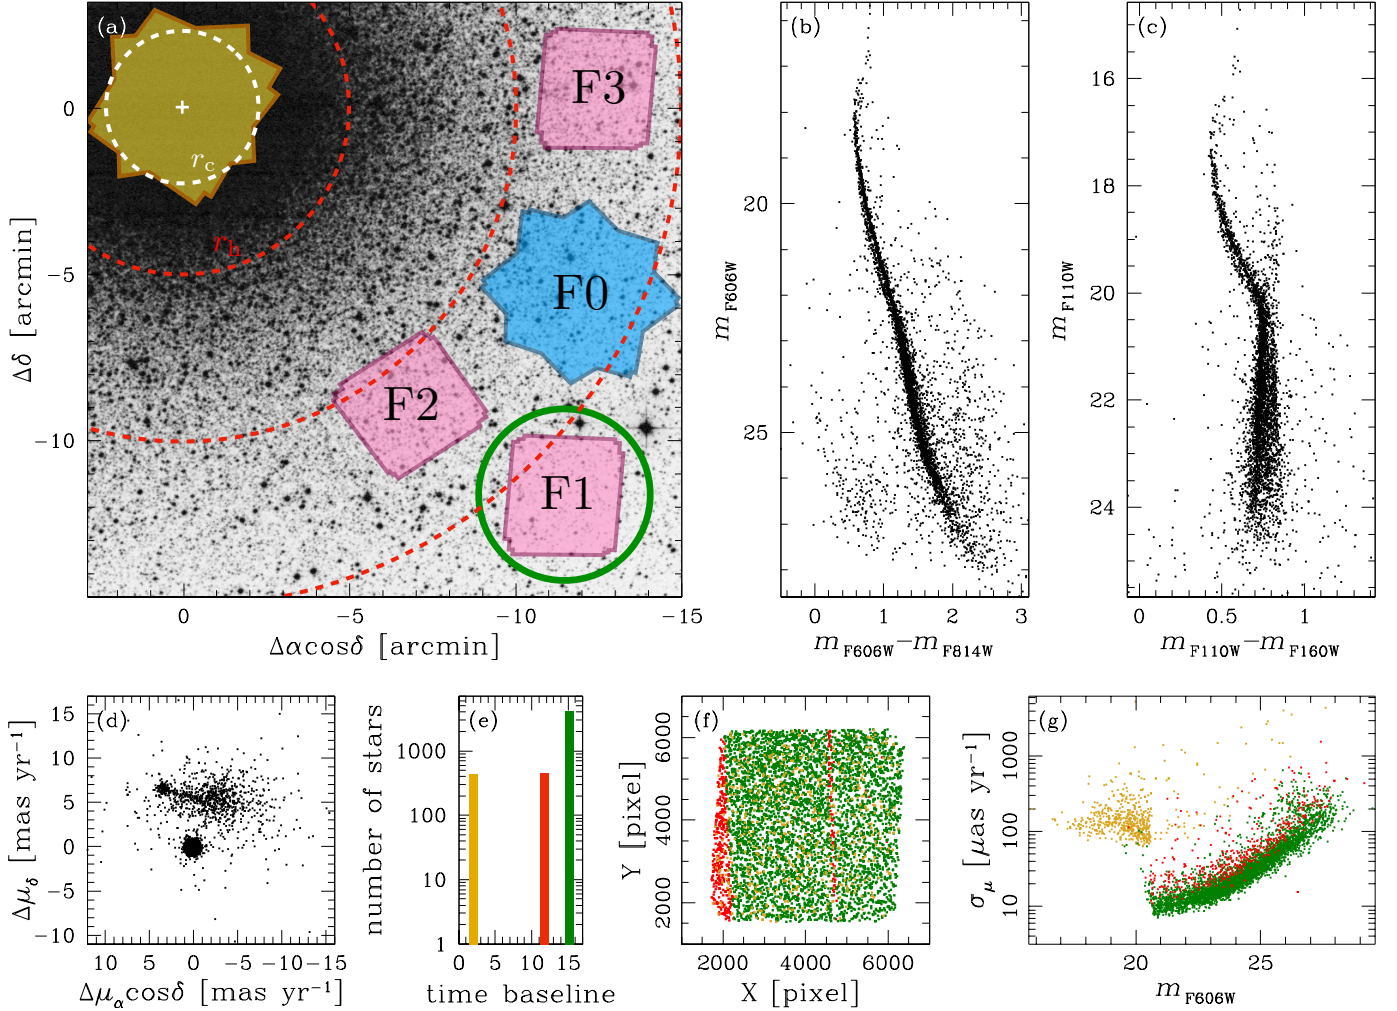 (a)
r_c
r_h
F3
F0
F2
F1
0
−5
−10
Δδ [arcmin]
0
−5
−10
−15
Δαcosδ [arcmin]
(b)
20
25
m_F606W
0
1
2
3
m_F606W−m_F814W
(c)
16
18
20
22
24
m_F110W
0
0.5
1
m_F110W−m_F160W
(d)
15
10
5
0
−5
−10
Δμ_δ [mas yr⁻¹]
10
5
0
−5
−10
−15
Δμ_αcosδ [mas yr⁻¹]
(e)
1000
100
10
1
number of stars
0
5
10
15
time baseline
(f)
6000
4000
2000
Y [pixel]
2000
4000
6000
X [pixel]
(g)
1000
100
10
σ_μ [μas yr⁻¹]
20
25
m_F606W